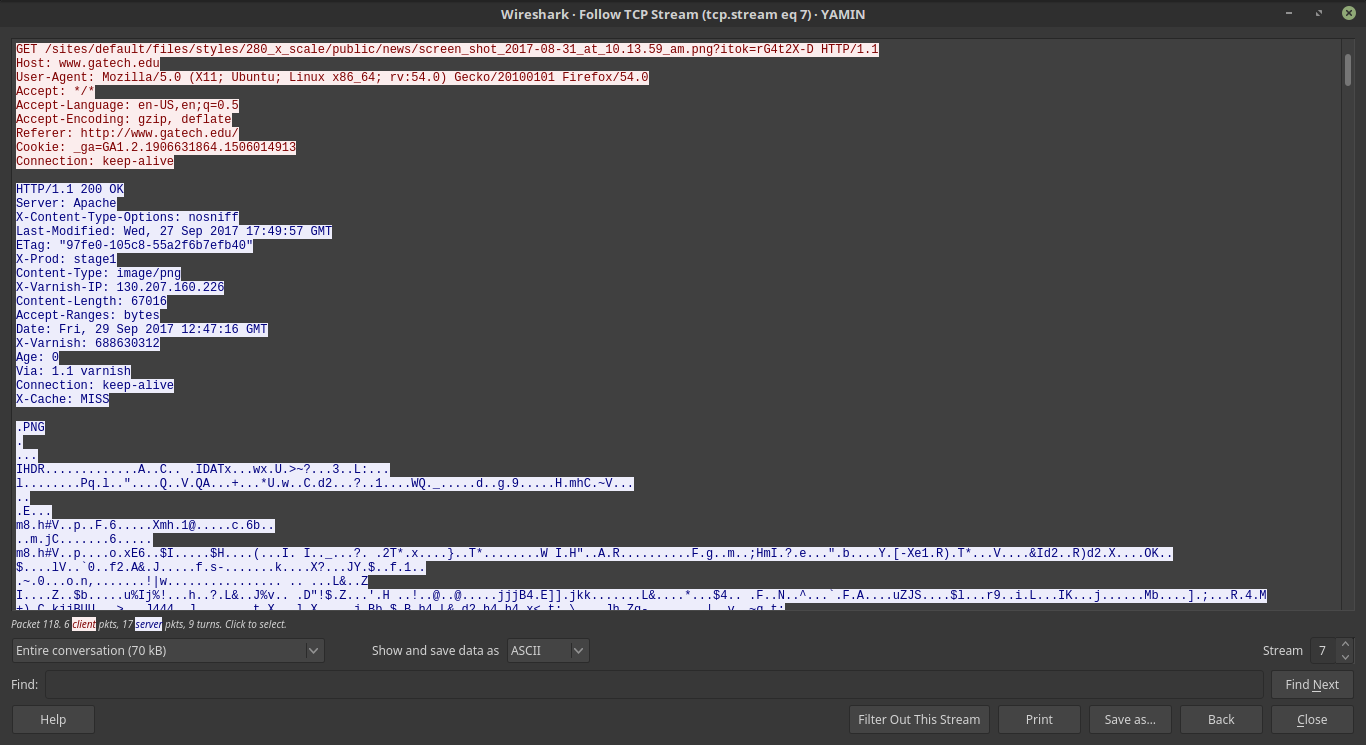 Wireshark · Follow TCP Stream (tcp.stream eq 7) · YAMIN
GET /sites/default/files/styles/280_x_scale/public/news/screen_shot_2017-08-31_at_10.13.59_am.png?itok=rG4t2X-D HTTP/1.1
Host: www.gatech.edu
User-Agent: Mozilla/5.0 (X11; Ubuntu; Linux x86_64; rv:54.0) Gecko/20100101 Firefox/54.0
Accept: */*
Accept-Language: en-US,en;q=0.5
Accept-Encoding: gzip, deflate
Referer: http://www.gatech.edu/
Cookie: _ga=GA1.2.1906631864.1506014913
Connection: keep-alive
HTTP/1.1 200 OK
Server: Apache
X-Content-Type-Options: nosniff
Last-Modified: Wed, 27 Sep 2017 17:49:57 GMT
ETag: "97fe0-105c8-55a2f6b7efb40"
X-Prod: stage1
Content-Type: image/png
X-Varnish-IP: 130.207.160.226
Content-Length: 67016
Accept-Ranges: bytes
Date: Fri, 29 Sep 2017 12:47:16 GMT
X-Varnish: 688630312
Age: 0
Via: 1.1 varnish
Connection: keep-alive
X-Cache: MISS
.PNG
.
...
IHDR.............A..C.. .IDATx...wx.U.>~?...3..L:...
l........Pq.l.."....Q..V.QA...+...*U.w..C.d2...?..1....WQ._.....d..g.9.....H.mhC.~V...
..
.E...
m8.h#V..p..F.6.....Xmh.1@.....c.6b..
..m.jC.......6.....
m8.h#V..p....o.xE6..$I.....$H....(...I. I.._...?. .2T*.x....}..T*........W I.H"..A.R..........F.g..m..;HmI.?.e...".b....Y.[-Xe1.R).T*...V....&Id2..R)d2.X....OK..
$....lV..`0..f2.A&.J.....f.s-.......k....X?...JY.$..f.1..
.~.0...o.n,.......!|w................ .. ...L&..Z
I....Z..$b.....u%Ij%!...h..?.L&..J%v.. .D"!$.Z...'.H ..!..@..@.....jjjB4.E]].jkk.......L&....*...$4.. .F..N..^...`.F.A....uZJS....$l...r9..i.L...IK...j......Mb....].;...R.4.M
Packet 118. 6 client pkts, 17 server pkts, 9 turns. Click to select.
Entire conversation (70 kB) Show and save data as ASCII Stream 7
Find: Find Next
Help Filter Out This Stream Print Save as... Back Close